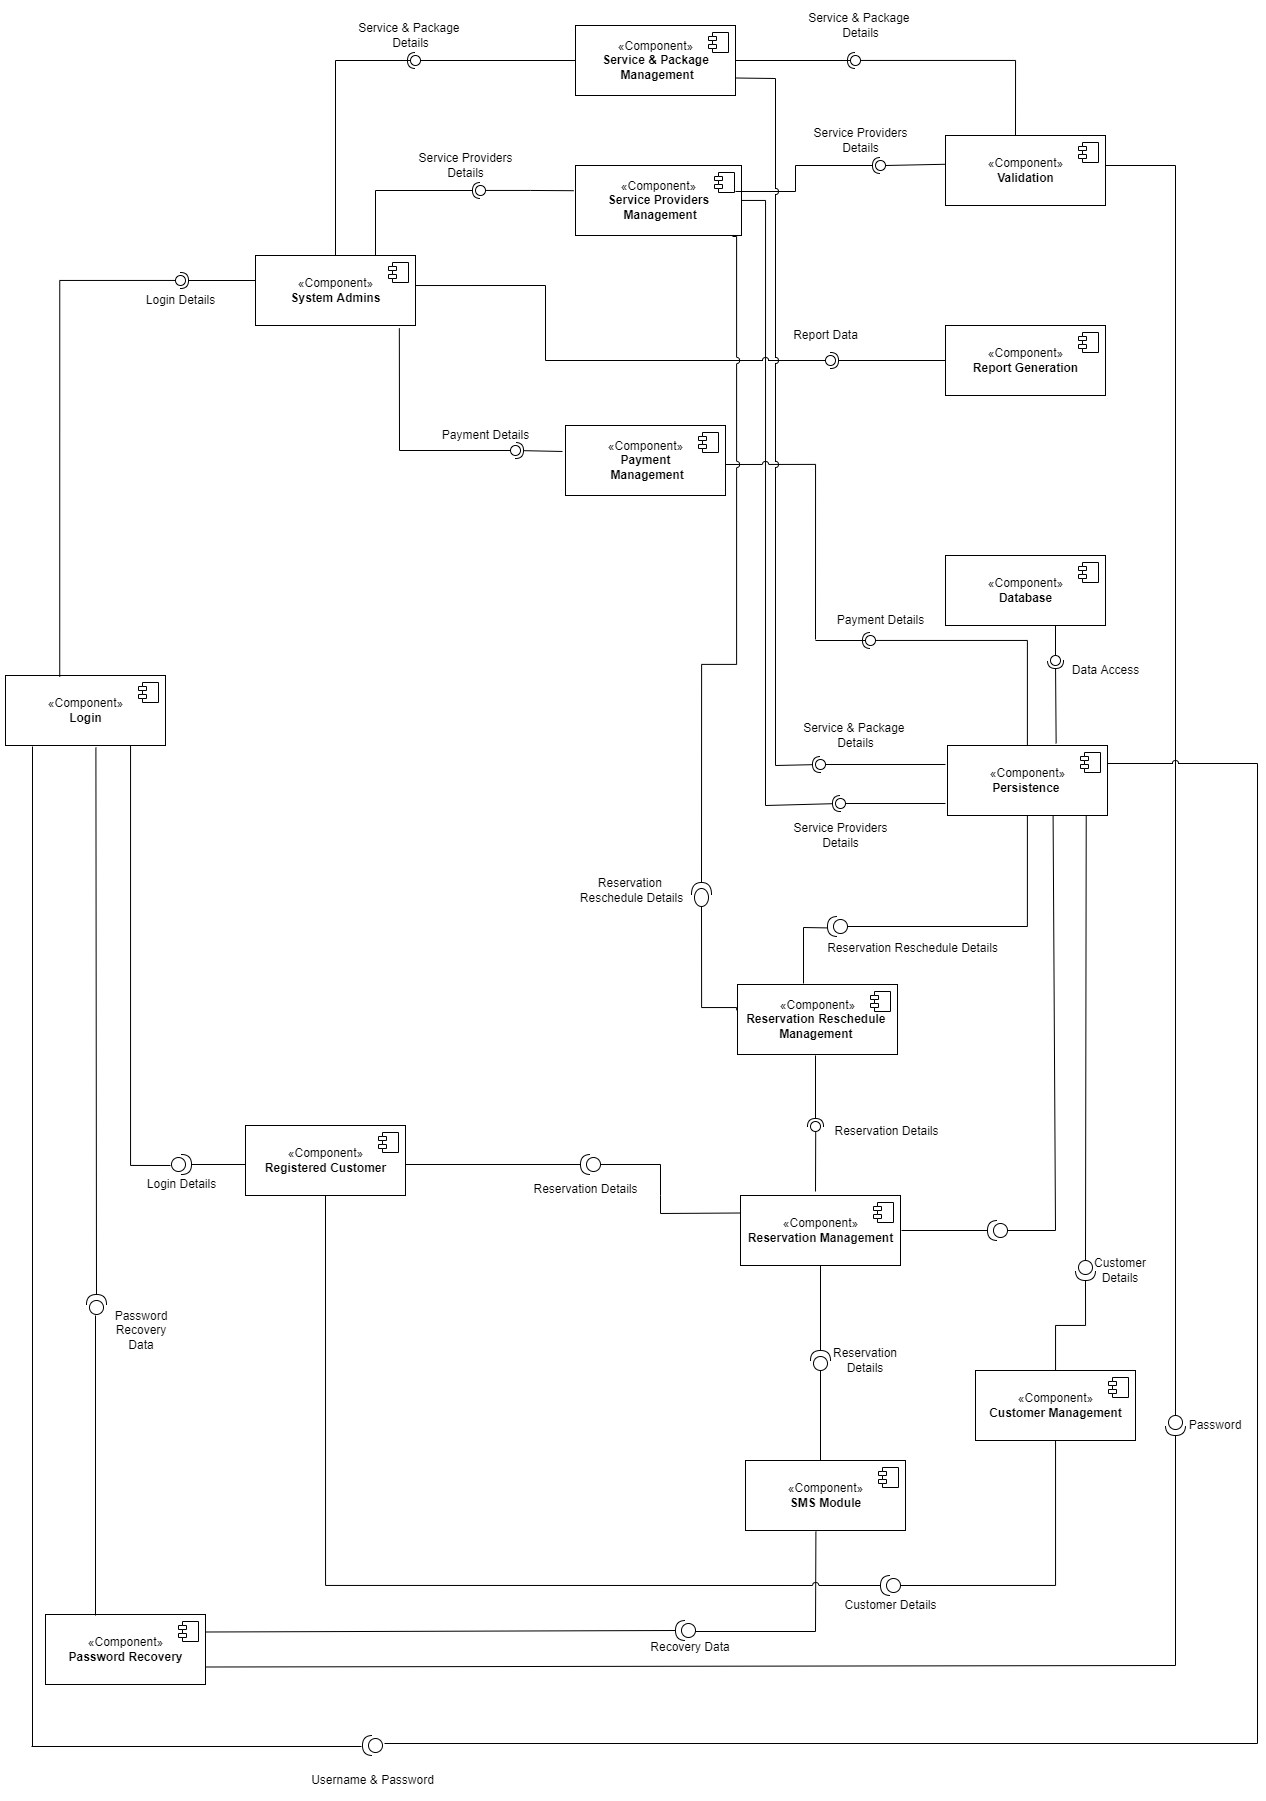 Service & Package
Details
Service & Package
Details
«Component»
Service & Package
Management
Service Providers
Details
«Component»
Validation
Service Providers
Details
«Component»
Service Providers
Management
«Component»
System Admins
Login Details
Report Data
«Component»
Report Generation
Payment Details
«Component»
Payment
Management
«Component»
Database
Payment Details
Data Access
«Component»
Login
Service & Package
Details
«Component»
Persistence
Service Providers
Details
Reservation
Reschedule Details
Reservation Reschedule Details
«Component»
Reservation Reschedule
Management
Reservation Details
«Component»
Registered Customer
Login Details
Reservation Details
«Component»
Reservation Management
Customer
Details
Password
Recovery
Data
Reservation
Details
«Component»
Customer Management
Password
«Component»
SMS Module
Customer Details
«Component»
Password Recovery
Recovery Data
Username & Password